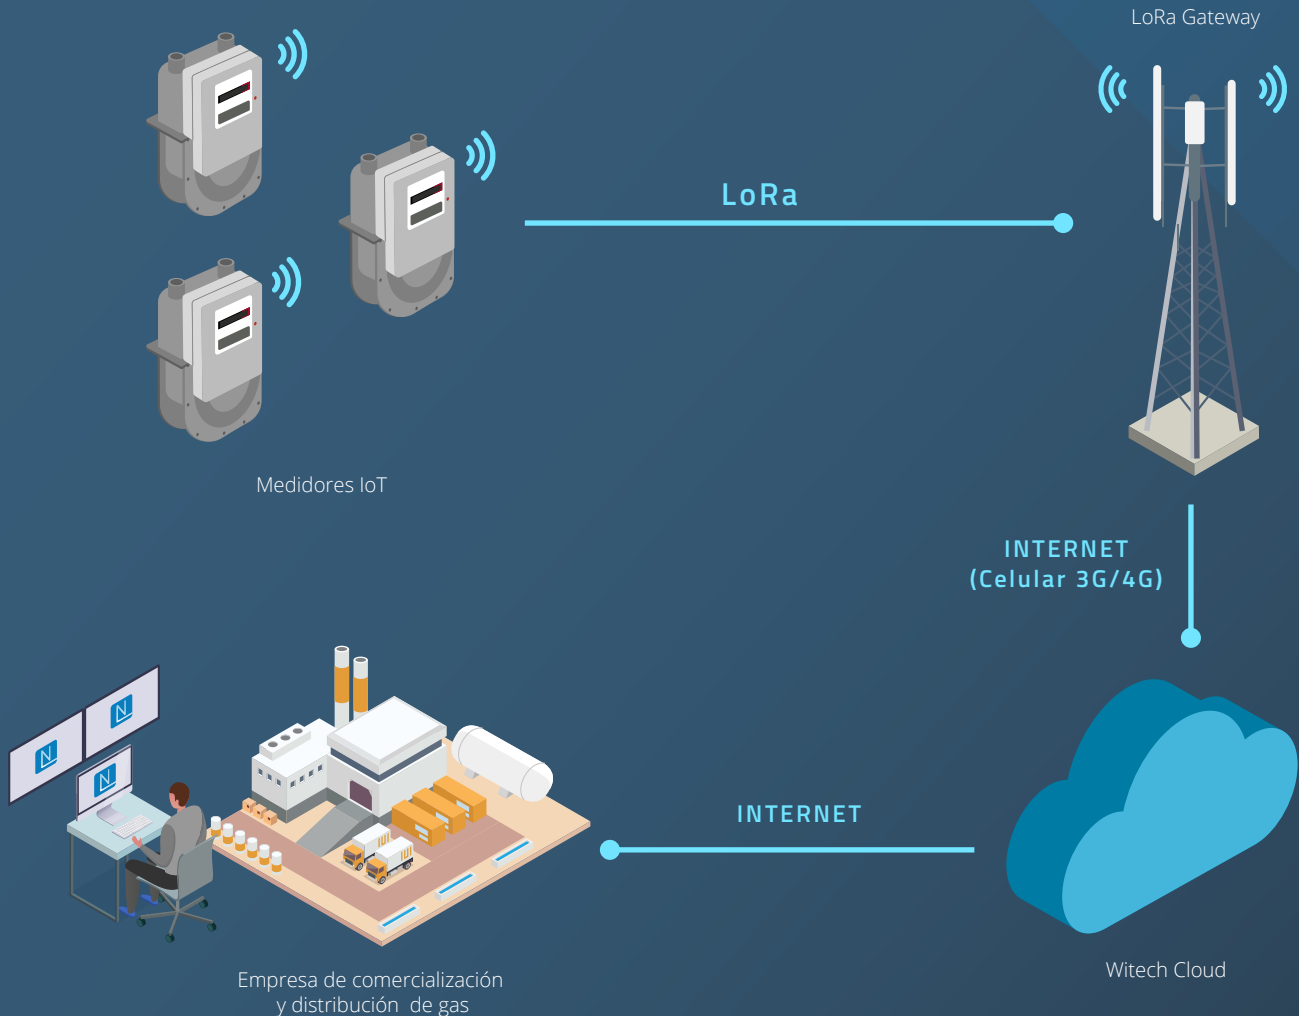 LoRa Gateway
LoRa
Medidores IoT
INTERNET
(Celular 3G/4G)
INTERNET
Witech Cloud
Empresa de comercialización
y distribución de gas